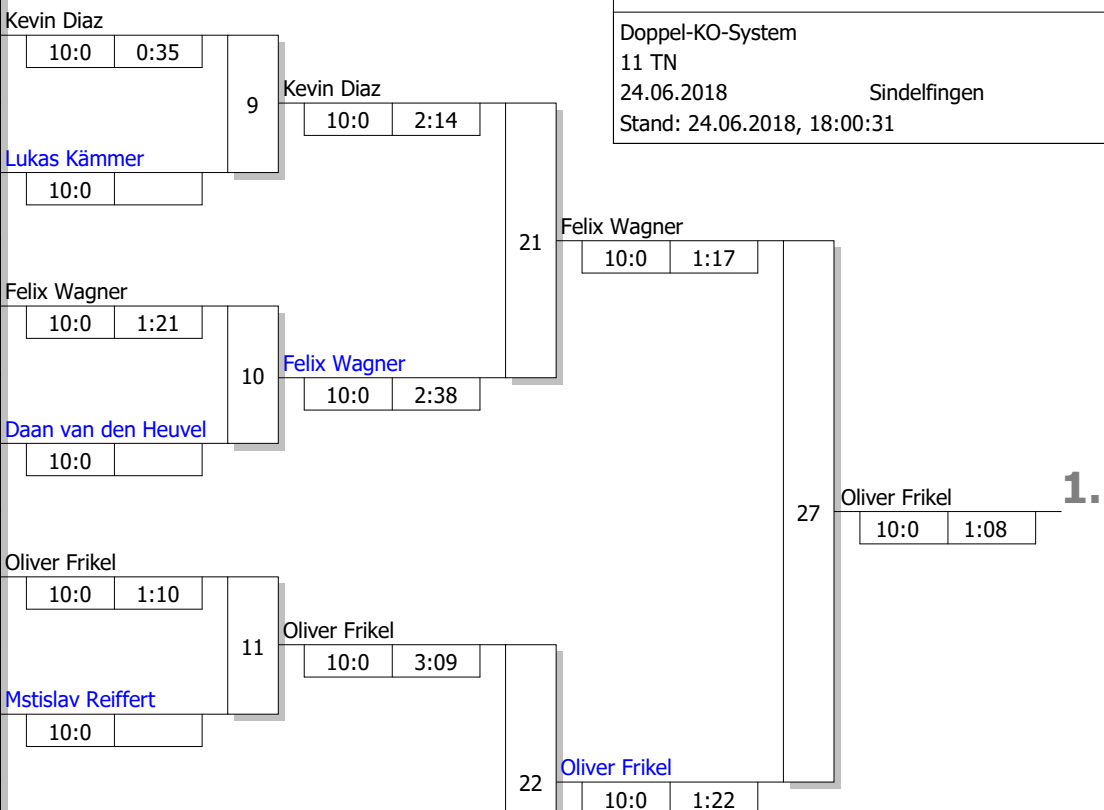 Doppel-KO-System
11 TN
24.06.2018 Sindelfingen
Stand: 24.06.2018, 18:00:31
Kevin Diaz
10:0 0:35
9
Kevin Diaz
10:0 2:14
Lukas Kämmer
10:0
21
Felix Wagner
10:0 1:17
Felix Wagner
10:0 1:21
10
Felix Wagner
10:0 2:38
Daan van den Heuvel
10:0
27
Oliver Frikel
10:0 1:08
1.
Oliver Frikel
10:0 1:10
11
Oliver Frikel
10:0 3:09
Mstislav Reiffert
10:0
22
Oliver Frikel
10:0 1:22